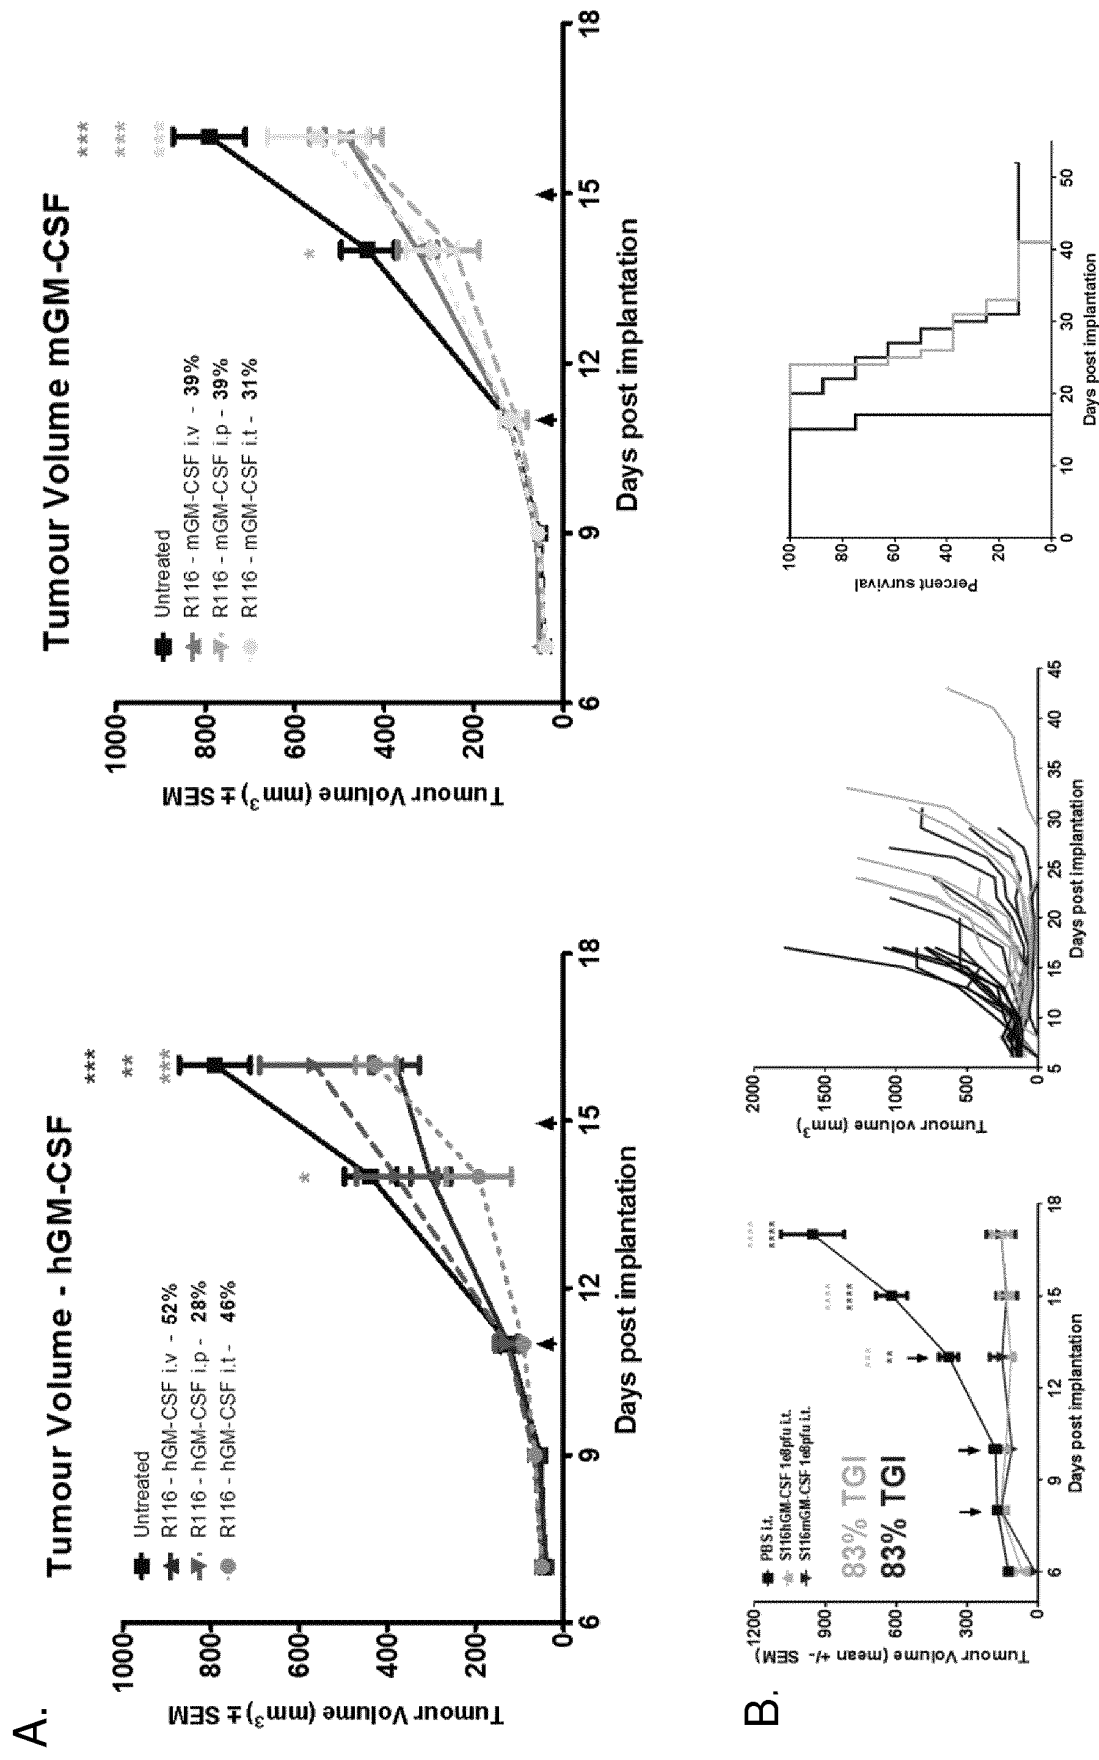 A.
Tumour Volume - hGM-CSF
Untreated
R116 - hGM-CSF i.v - 52%
R116 - hGM-CSF i.p - 28%
R116 - hGM-CSF i.t - 46%
***
**
***
*
Tumour Volume (mm³) ± SEM
1000
800
600
400
200
0
6
9
12
15
18
Days post implantation
Tumour Volume mGM-CSF
Untreated
R116 - mGM-CSF i.v - 39%
R116 - mGM-CSF i.p - 39%
R116 - mGM-CSF i.t - 31%
***
***
***
*
Tumour Volume (mm³) ± SEM
1000
800
600
400
200
0
6
9
12
15
18
Days post implantation
B.
PBS i.t.
S116hGM-CSF 1e8pfu i.t.
S116mGM-CSF 1e8pfu i.t.
83% TGI
83% TGI
***
**
****
****
****
****
Tumour Volume (mean +/- SEM)
1200
900
600
300
0
6
9
12
15
18
Days post implantation
Tumour volume (mm³)
2000
1500
1000
500
0
5
10
15
20
25
30
35
40
45
Days post implantation
Percent survival
100
80
60
40
20
0
0
10
20
30
40
50
Days post implantation